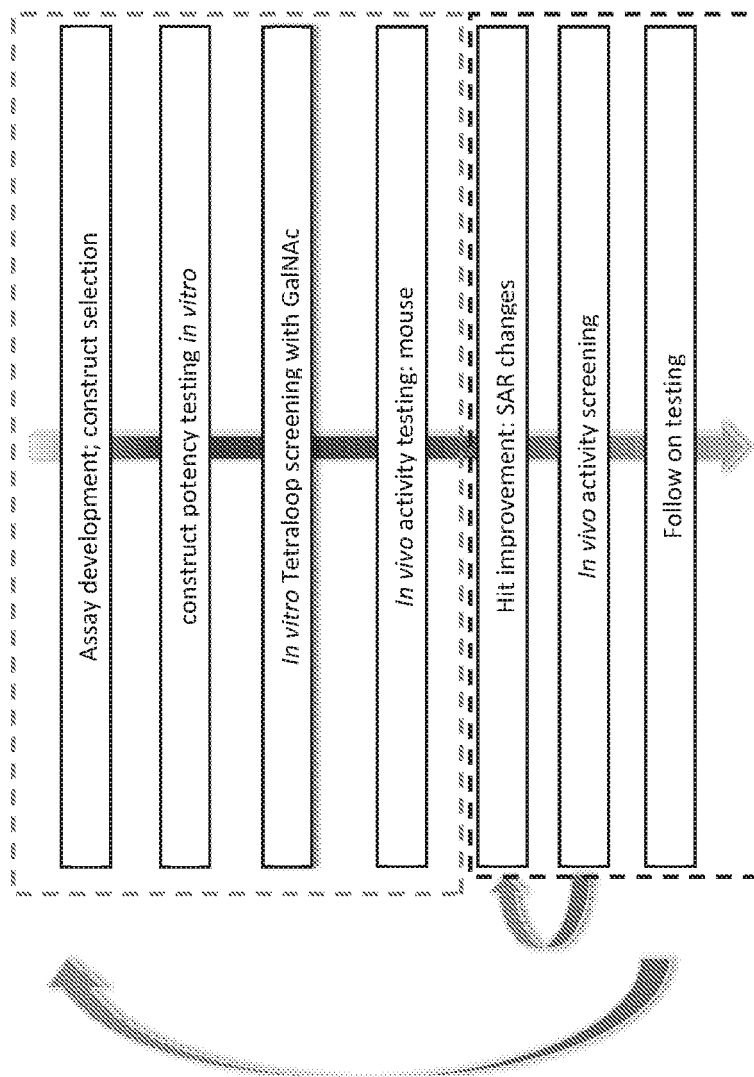 Assay development; construct selection
construct potency testing in vitro
In vitro Tetraloop screening with GalNAc
In vivo activity testing: mouse
Hit improvement: SAR changes
In vivo activity screening
Follow on testing